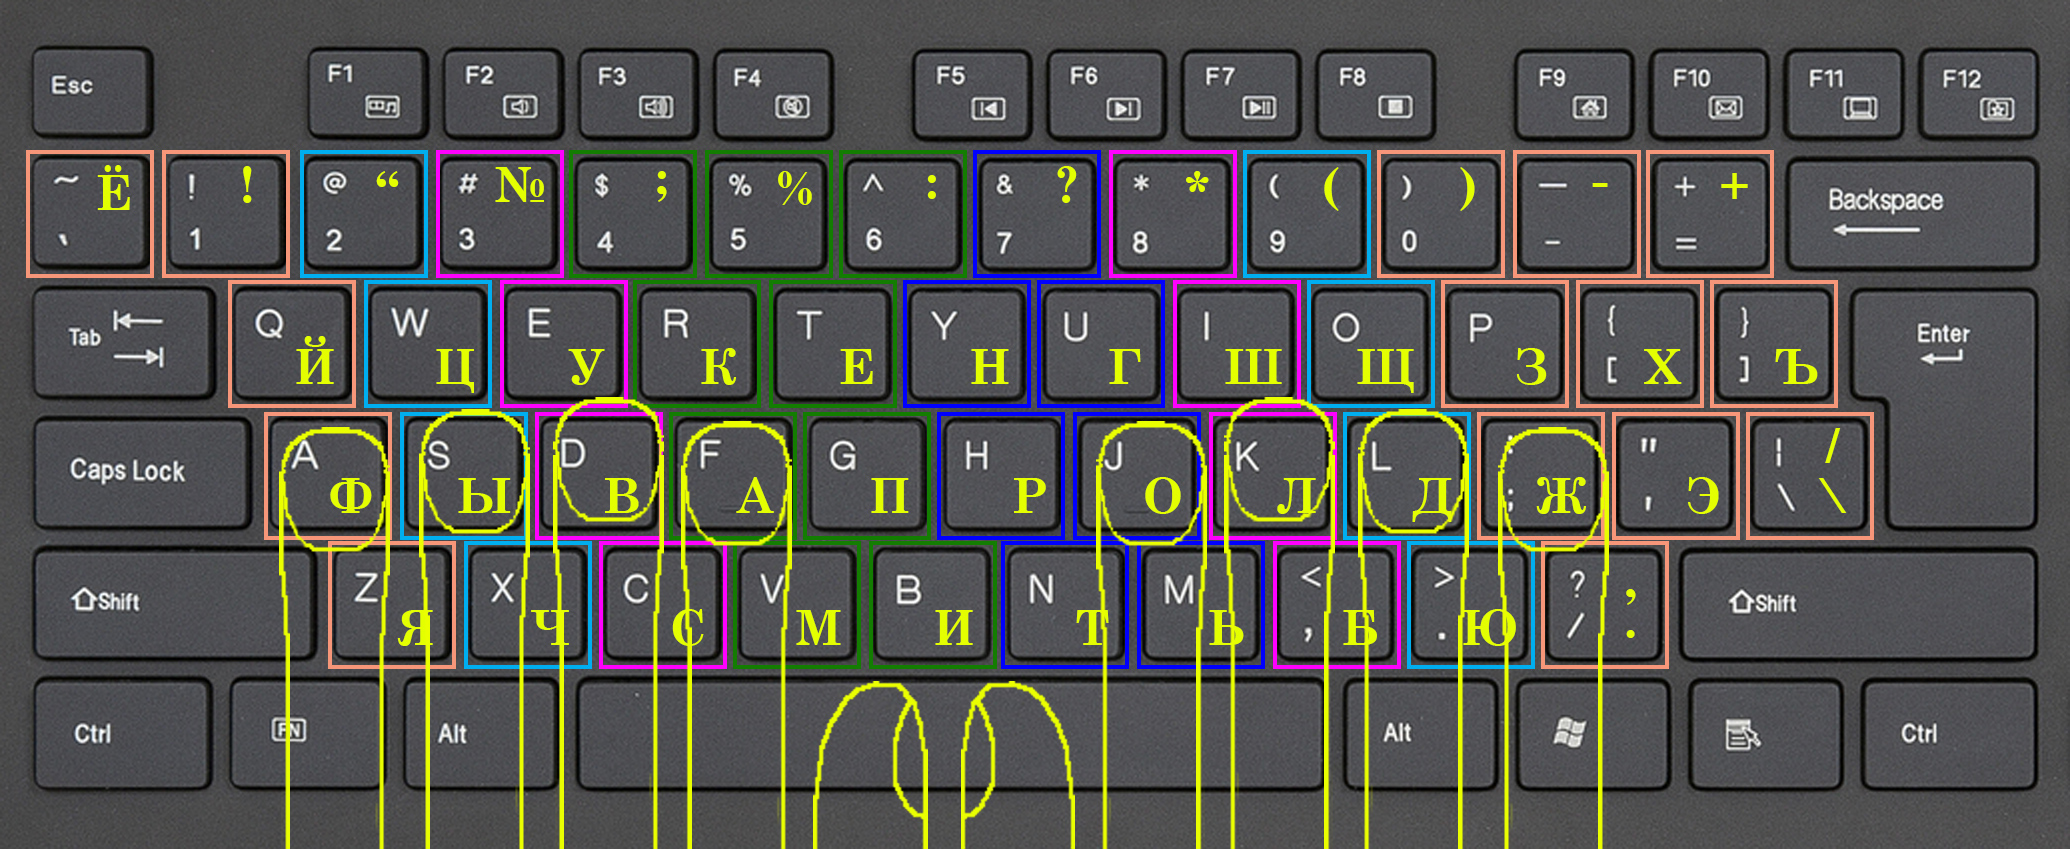 Esc F1 F2 F3 F4 F5 F6 F7 F8 F9 F10 F11 F12
~ Ё ! ! @ “ # № $ ; % % ^ : & ? * * ( ( ) ) — - + + Backspace
` 1 2 3 4 5 6 7 8 9 0 - =
Tab Q W E R T Y U I O P { } Enter
Й Ц У К Е Н Г Ш Щ З [ Х ] Ъ
Caps Lock A S D F G H J K L : " ¦ /
Ф Ы В А П Р О Л Д ; Ж ' Э \ \
Shift Z X C V B N M < > ? , Shift
Я Ч С М И Т Ь , Б . Ю / .
Ctrl FN Alt Alt Ctrl